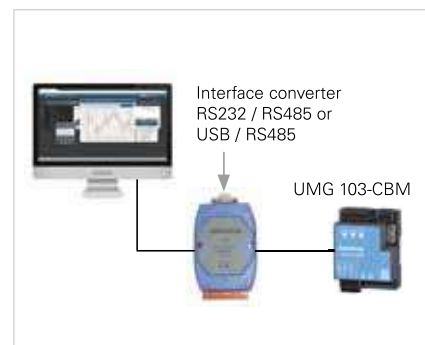 Interface converter
RS232 / RS485 or
USB / RS485
UMG 103-CBM